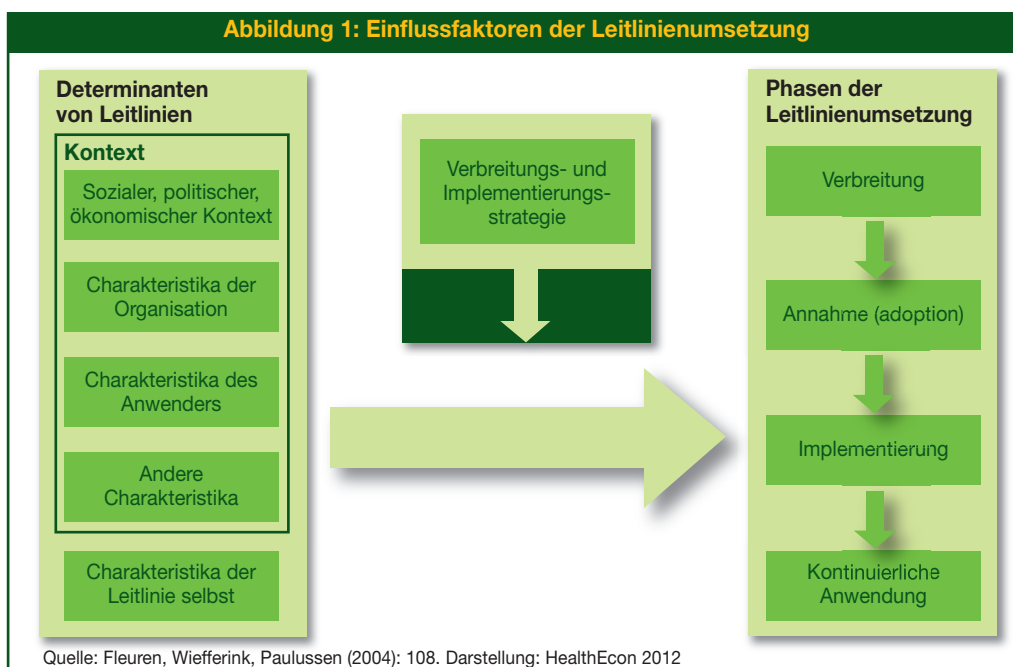 Abbildung 1: Einflussfaktoren der Leitlinienumsetzung
Determinanten
von Leitlinien
Kontext
Sozialer, politischer,
ökonomischer Kontext
Charakteristika der
Organisation
Charakteristika des
Anwenders
Andere
Charakteristika
Charakteristika der
Leitlinie selbst
Verbreitungs- und
Implementierungs-
strategie
Phasen der
Leitlinienumsetzung
Verbreitung
Annahme (adoption)
Implementierung
Kontinuierliche
Anwendung
Quelle: Fleuren, Wiefferink, Paulussen (2004): 108. Darstellung: HealthEcon 2012